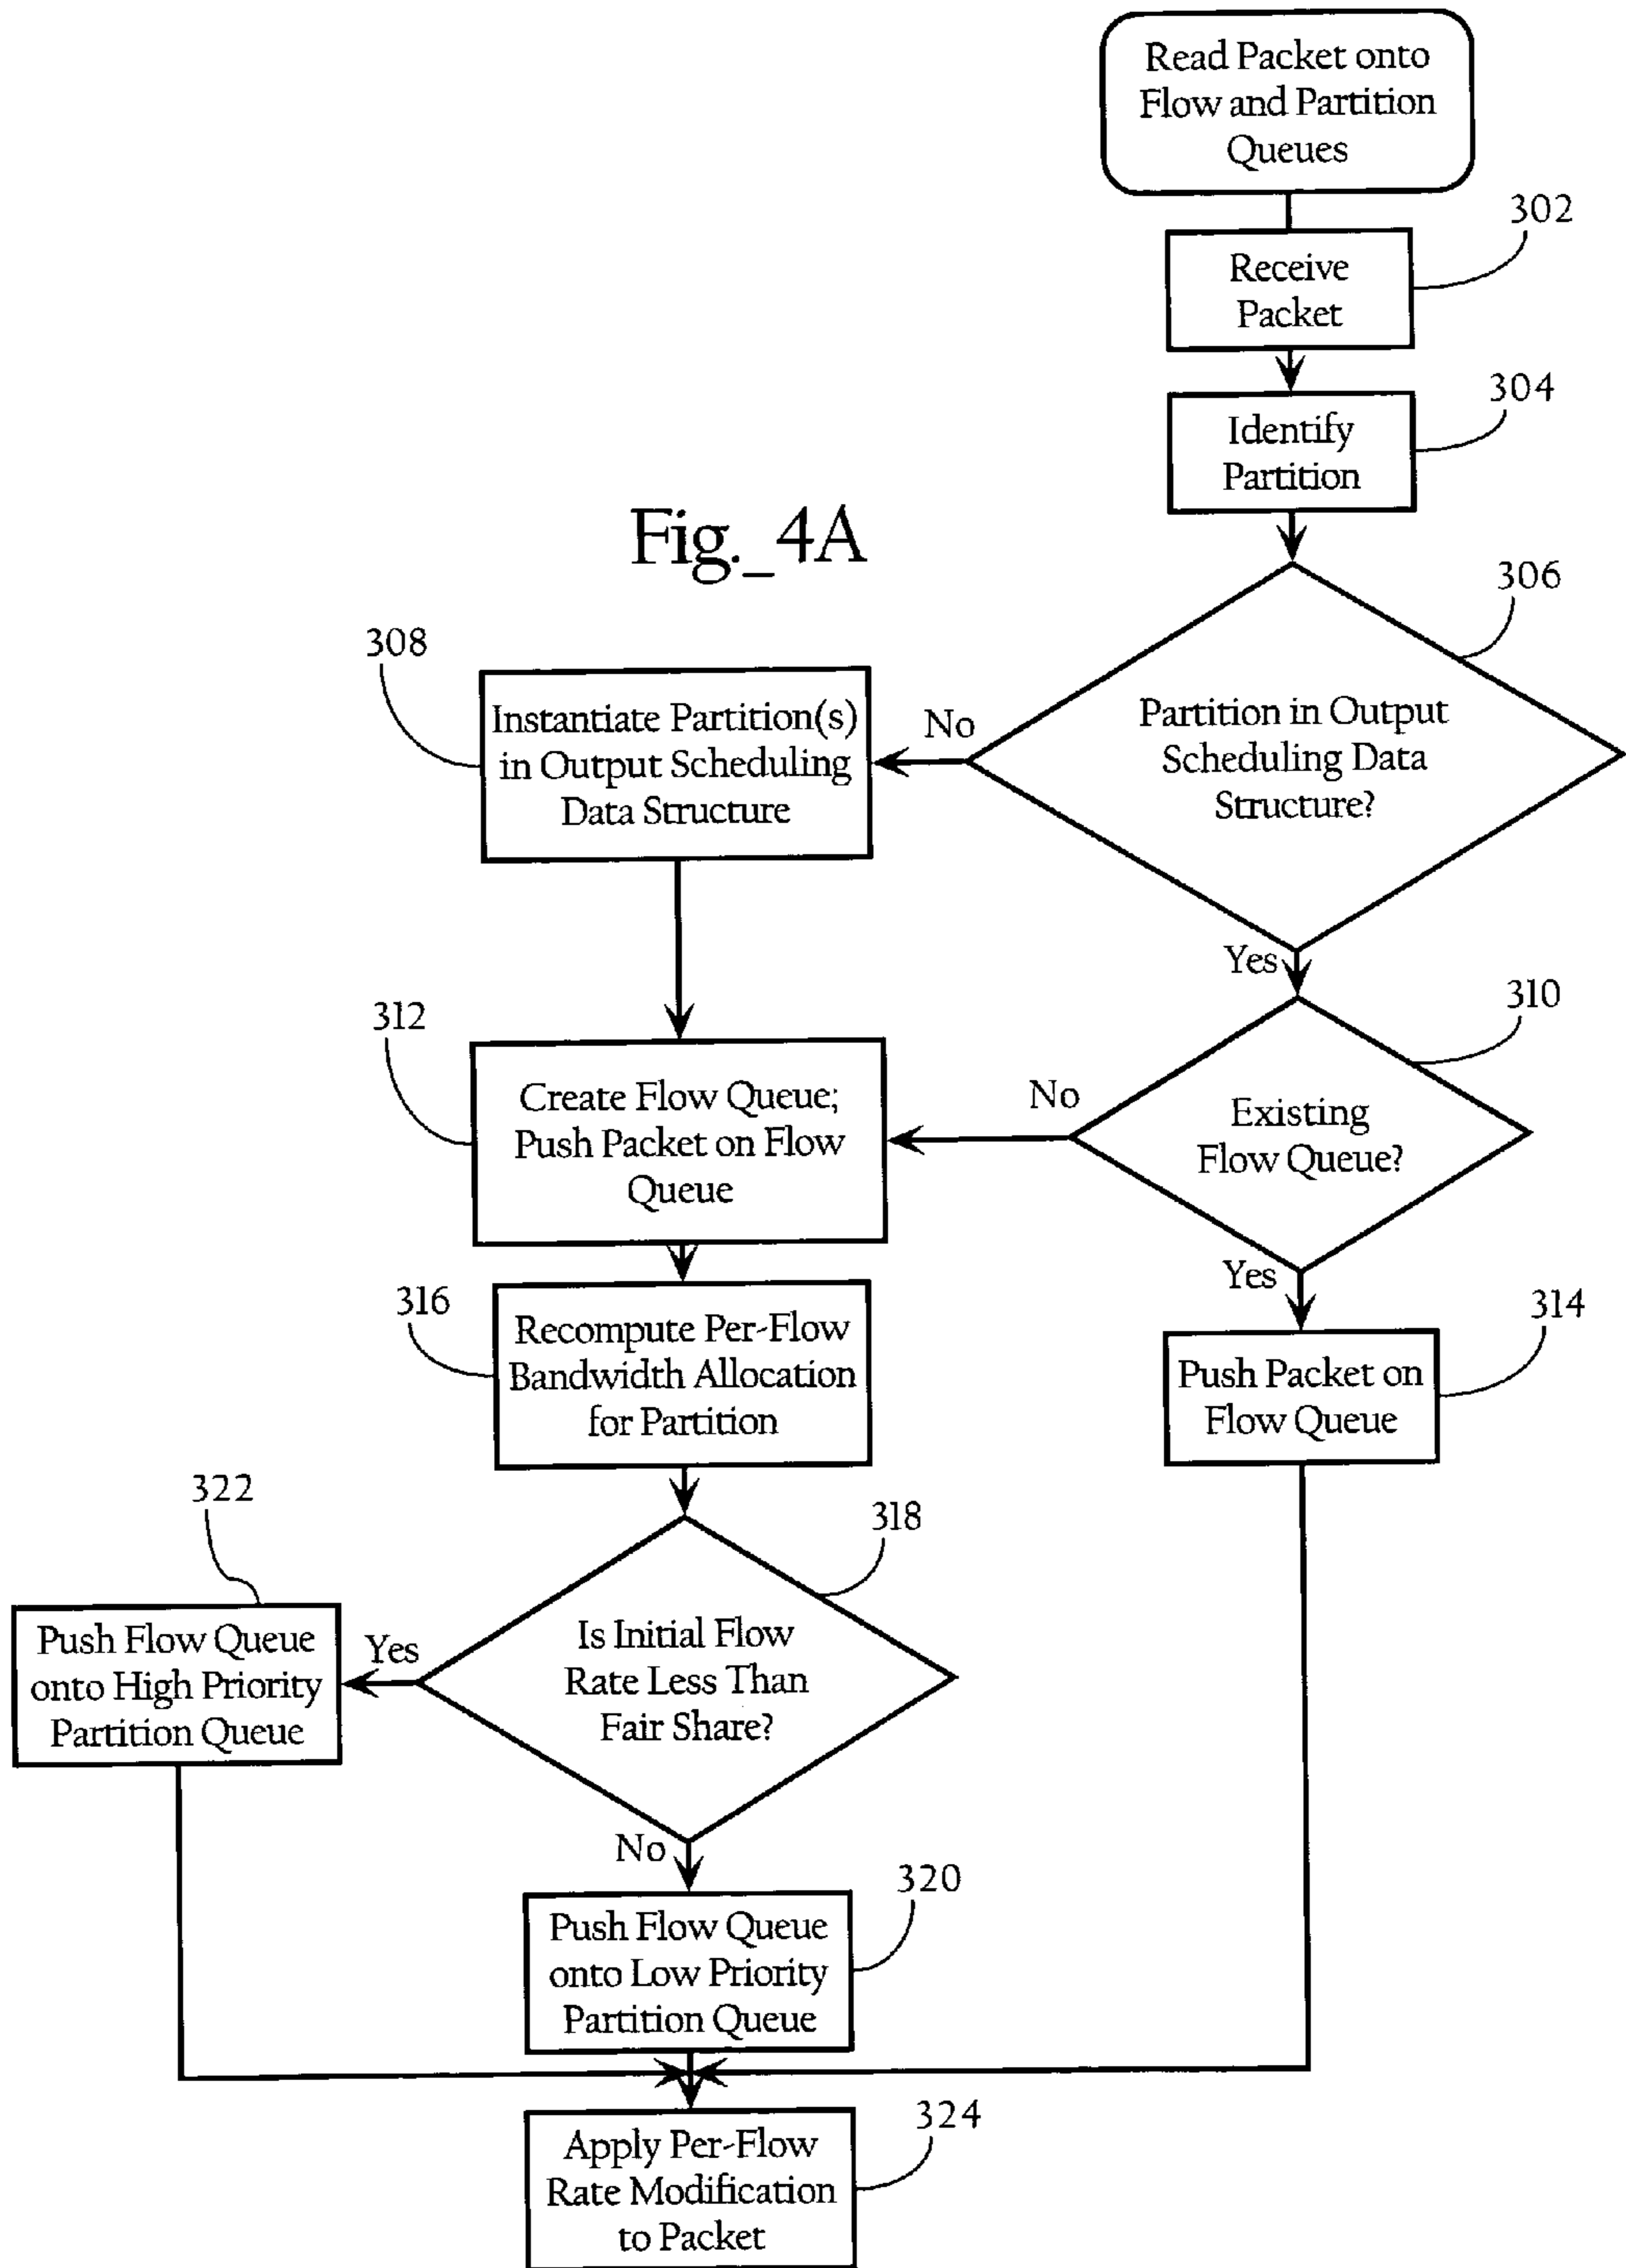 Read Packet onto
Flow and Partition
Queues
302
Receive
Packet
304
Identify
Partition
Fig._4A
306
308
Partition in Output
Scheduling Data
Structure?
No
Instantiate Partition(s)
in Output Scheduling
Data Structure
Yes
310
312
Existing
Flow Queue?
No
Create Flow Queue;
Push Packet on Flow
Queue
Yes
314
316
Recompute Per-Flow
Bandwidth Allocation
for Partition
Push Packet on
Flow Queue
322
318
Is Initial Flow
Rate Less Than
Fair Share?
Yes
Push Flow Queue
onto High Priority
Partition Queue
No
320
Push Flow Queue
onto Low Priority
Partition Queue
324
Apply Per-Flow
Rate Modification
to Packet